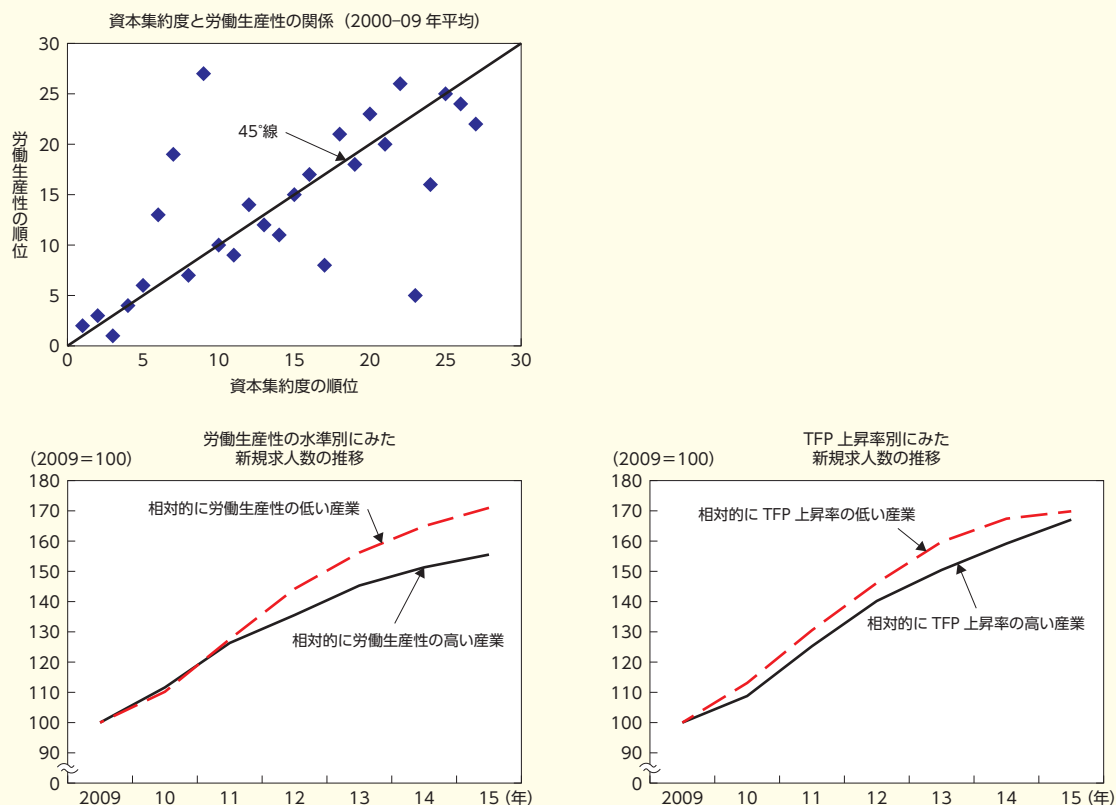 資本集約度と労働生産性の関係(2000–09 年平均)
30
25
20
15
10
5
0
労働生産性の順位
45°線
0 5 10 15 20 25 30
資本集約度の順位
労働生産性の水準別にみた
新規求人数の推移
(2009=100)
180
170
160
150
140
130
120
110
100
90
0
相対的に労働生産性の低い産業
相対的に労働生産性の高い産業
2009 10 11 12 13 14 15 (年)
TFP 上昇率別にみた
新規求人数の推移
(2009=100)
180
170
160
150
140
130
120
110
100
90
0
相対的に TFP 上昇率の低い産業
相対的に TFP 上昇率の高い産業
2009 10 11 12 13 14 15 (年)